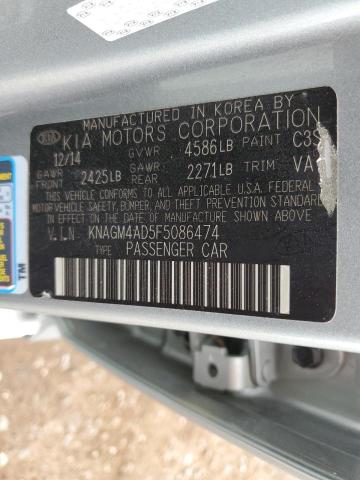 MANUFACTURED IN KOREA BY
KIA KIA MOTORS CORPORATION
12/14 GVWR 4586LB PAINT C3S
GAWR FRONT 2425LB GAWR REAR 2271LB TRIM VA
THIS VEHICLE CONFORMS TO ALL APPLICABLE U.S.A. FEDERAL
MOTOR VEHICLE SAFETY, BUMPER, AND THEFT PREVENTION STANDARDS
IN EFFECT ON THE DATE OF MANUFACTURE SHOWN ABOVE.
V.I.N KNAGM4AD5F5086474
TYPE PASSENGER CAR
TM